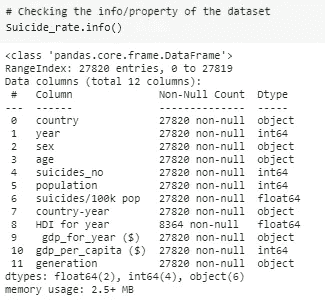 # Checking the info/property of the dataset
Suicide_rate.info()
<class 'pandas.core.frame.DataFrame'>
RangeIndex: 27820 entries, 0 to 27819
Data columns (total 12 columns):
 #   Column              Non-Null Count  Dtype
---  ------              --------------  -----
 0   country             27820 non-null  object
 1   year                27820 non-null  int64
 2   sex                 27820 non-null  object
 3   age                 27820 non-null  object
 4   suicides_no         27820 non-null  int64
 5   population          27820 non-null  int64
 6   suicides/100k pop   27820 non-null  float64
 7   country-year        27820 non-null  object
 8   HDI for year        8364 non-null   float64
 9    gdp_for_year ($)   27820 non-null  object
 10  gdp_per_capita ($)  27820 non-null  int64
 11  generation          27820 non-null  object
dtypes: float64(2), int64(4), object(6)
memory usage: 2.5+ MB